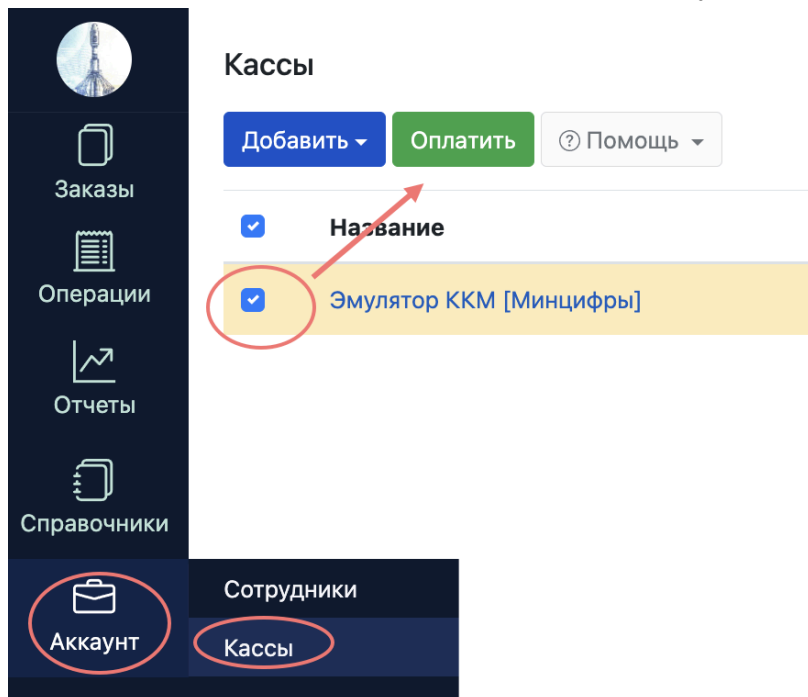 Кассы
Добавить Оплатить Помощь
Название
Эмулятор ККМ [Минцифры]
Заказы
Операции
Отчеты
Справочники
Аккаунт
Сотрудники
Кассы